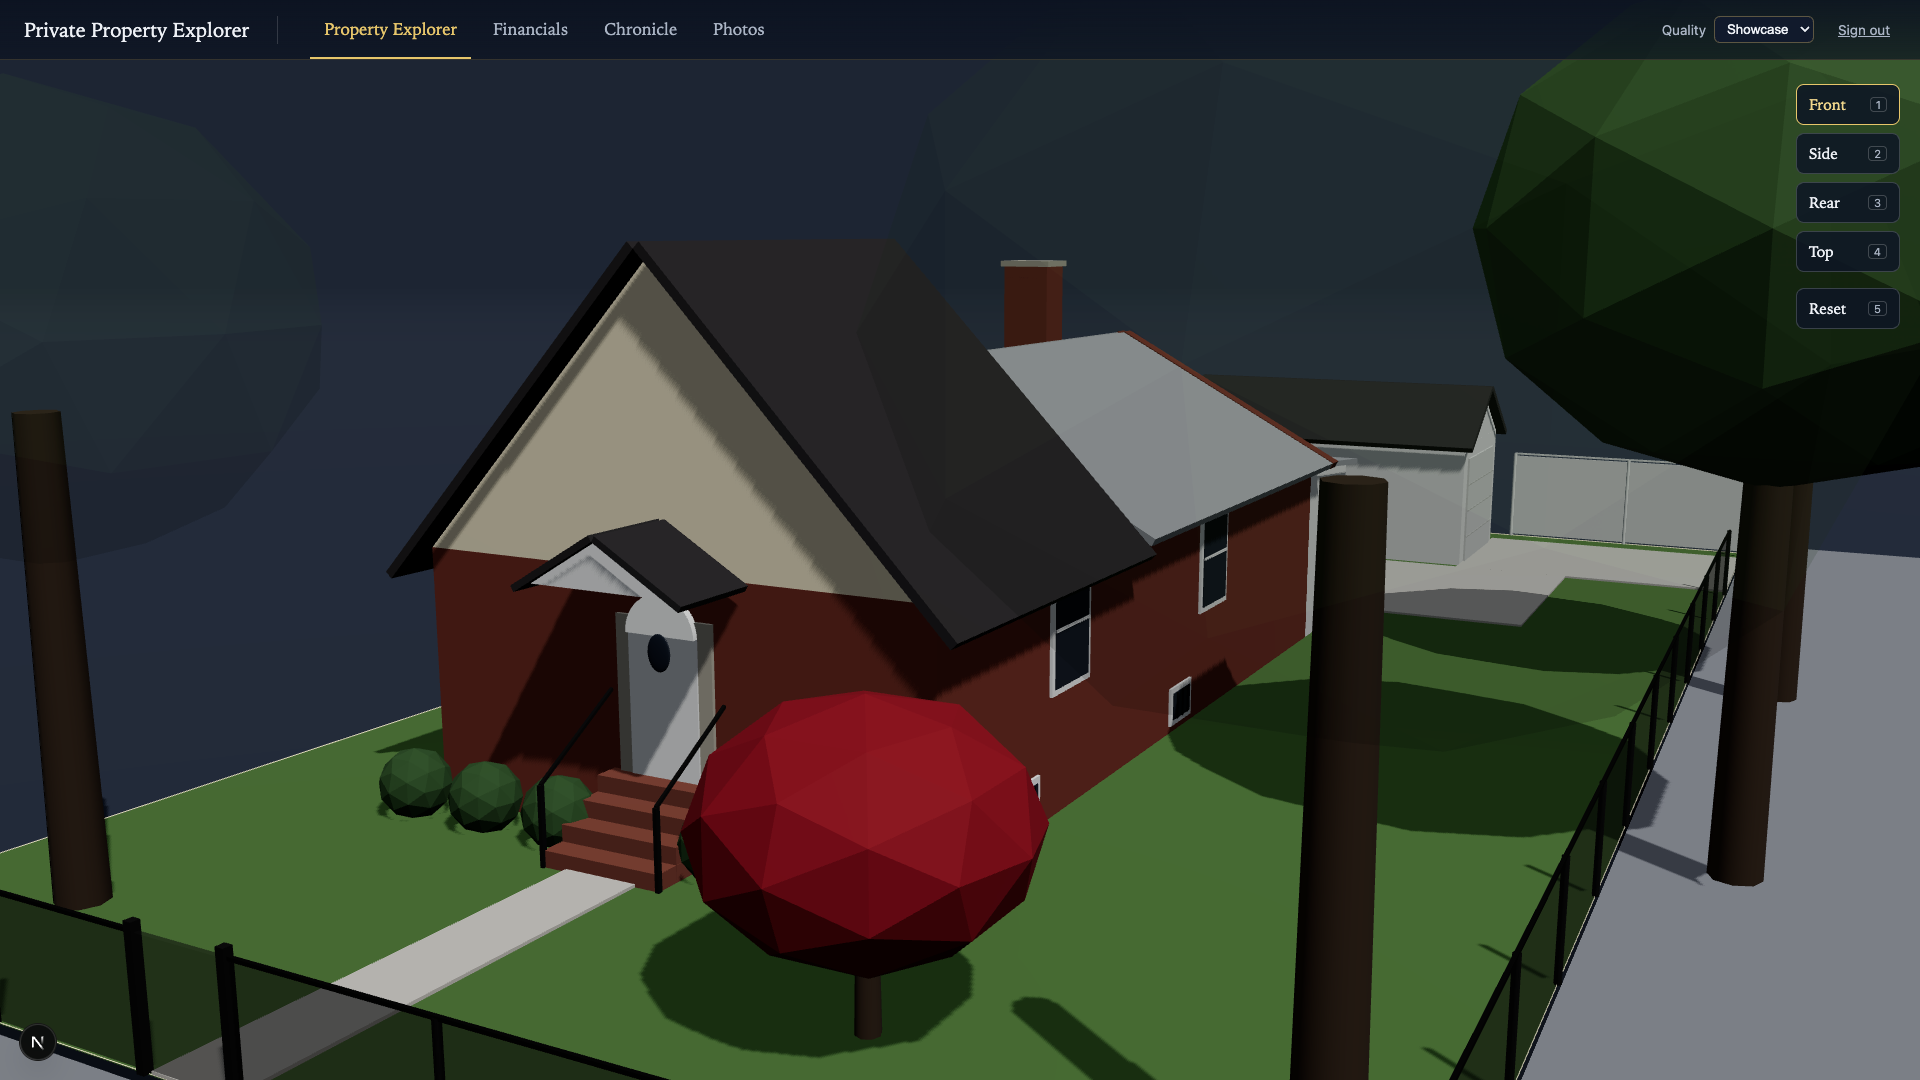 Private Property Explorer
Property Explorer
Financials
Chronicle
Photos
Quality
Showcase
Sign out
Front 1
Side 2
Rear 3
Top 4
Reset 5
N